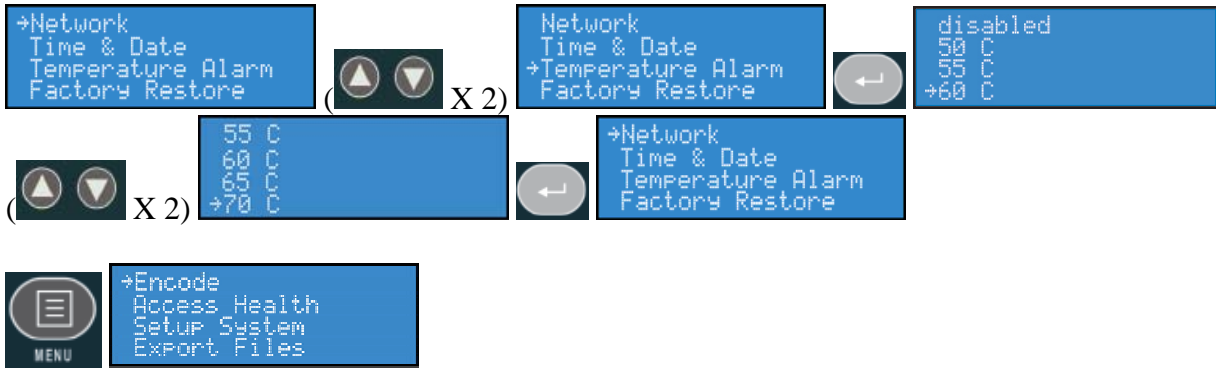 →Network
Time & Date
Temperature Alarm
Factory Restore
( X 2)
Network
Time & Date
→Temperature Alarm
Factory Restore
disabled
50 C
55 C
→60 C
( X 2)
55 C
60 C
65 C
→70 C
→Network
Time & Date
Temperature Alarm
Factory Restore
MENU
→Encode
Access Health
Setup System
Export Files